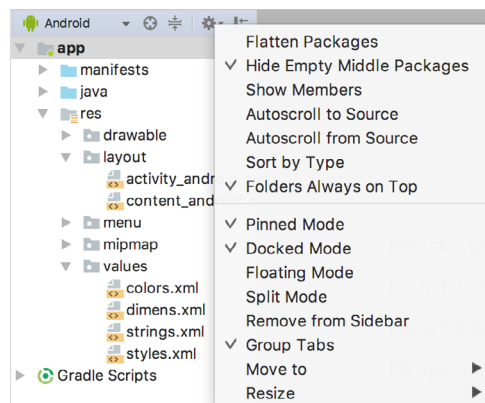 Android
app
manifests
java
res
drawable
layout
activity_andr
content_and
menu
mipmap
values
colors.xml
dimens.xml
strings.xml
styles.xml
Gradle Scripts
Flatten Packages
Hide Empty Middle Packages
Show Members
Autoscroll to Source
Autoscroll from Source
Sort by Type
Folders Always on Top
Pinned Mode
Docked Mode
Floating Mode
Split Mode
Remove from Sidebar
Group Tabs
Move to
Resize